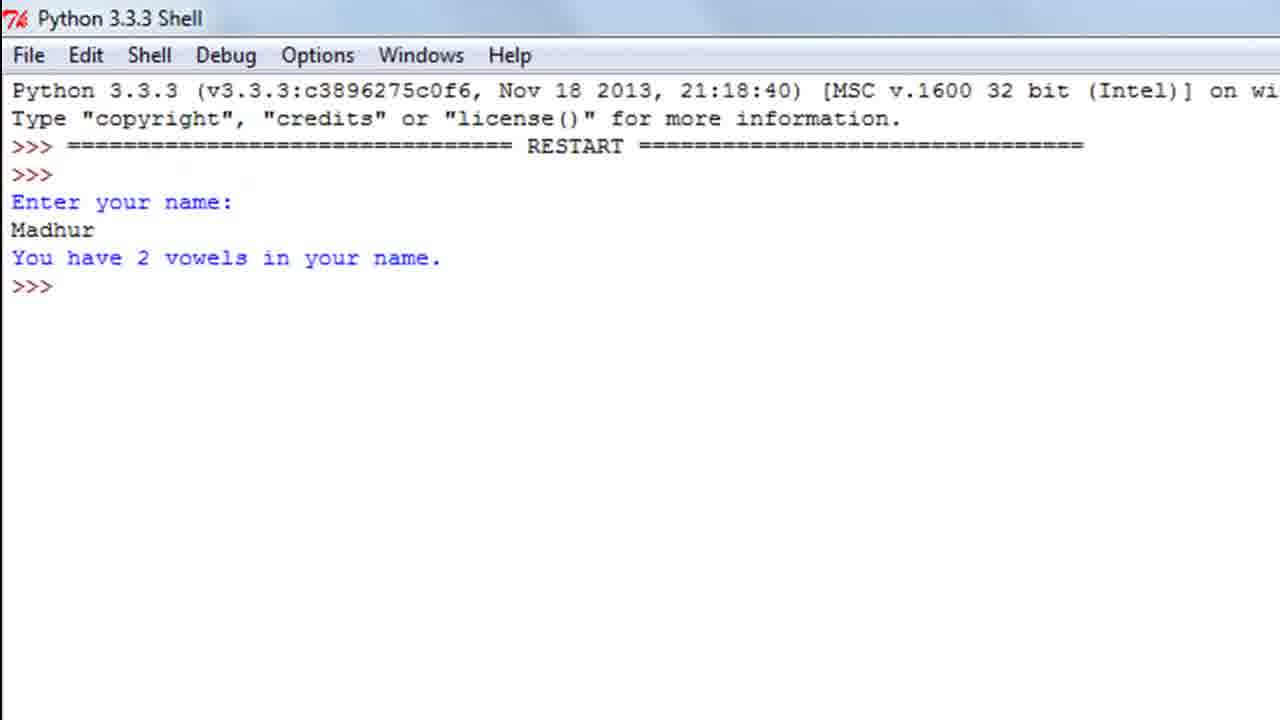 Python 3.3.3 Shell
File Edit Shell Debug Options Windows Help
Python 3.3.3 (v3.3.3:c3896275c0f6, Nov 18 2013, 21:18:40) [MSC v.1600 32 bit (Intel)] on wi
Type "copyright", "credits" or "license()" for more information.
>>> ================================ RESTART ================================
>>>
Enter your name:
Madhur
You have 2 vowels in your name.
>>>